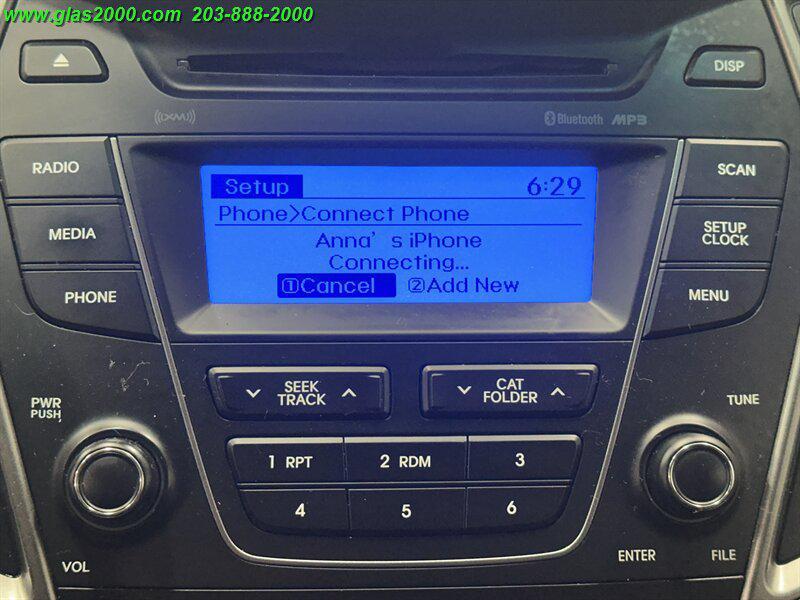 www.glas2000.com 203-888-2000
DISP
((XM))
Bluetooth MP3
RADIO
SCAN
MEDIA
SETUP
CLOCK
PHONE
MENU
Setup 6:29
Phone>Connect Phone
Anna's iPhone
Connecting...
①Cancel ②Add New
SEEK
TRACK
CAT
FOLDER
PWR
PUSH
TUNE
1 RPT
2 RDM
3
4
5
6
VOL
ENTER
FILE